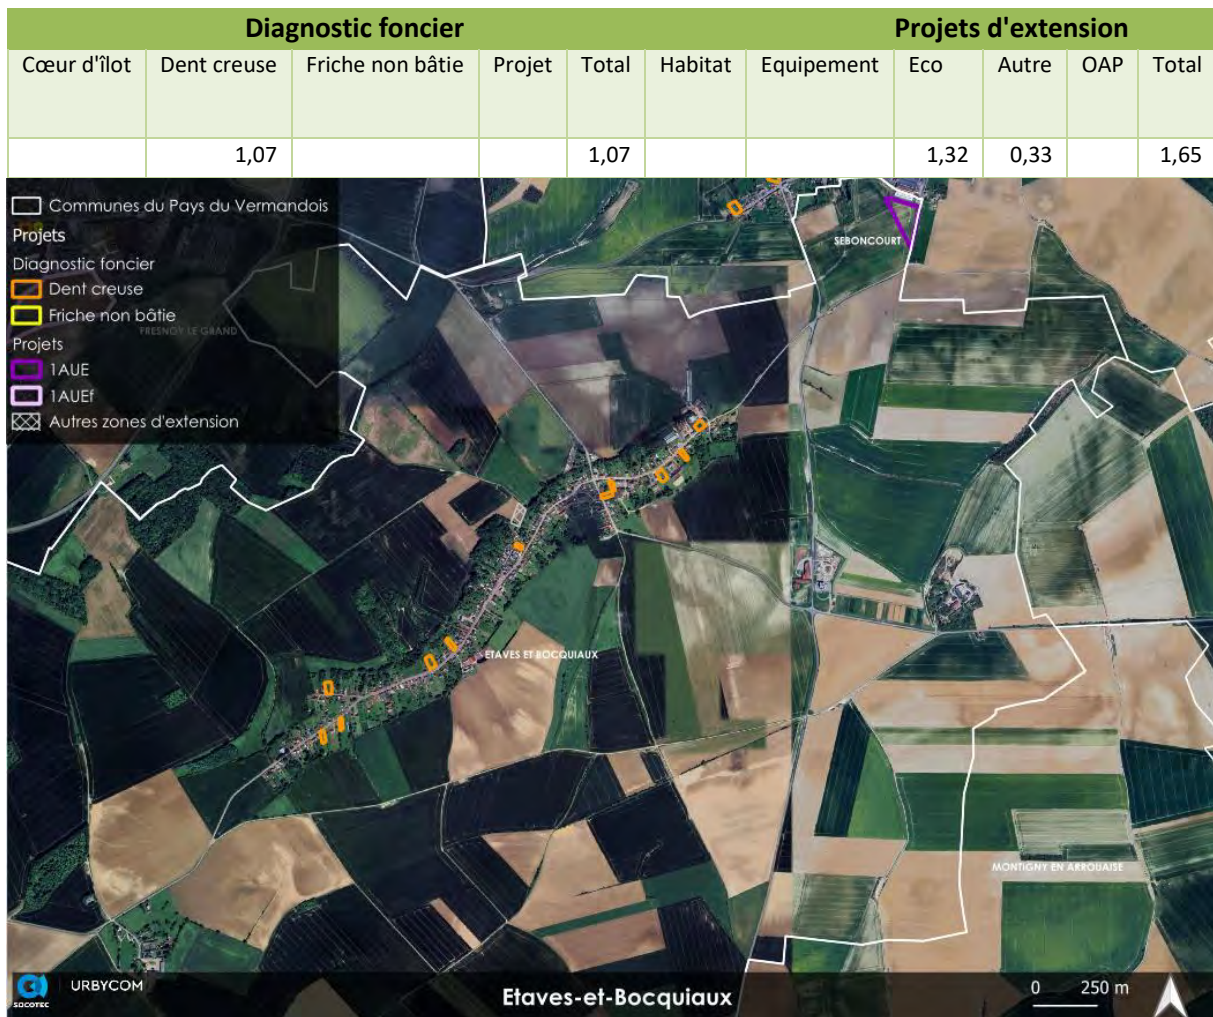 Diagnostic foncier Projets d'extension
Cœur d'îlot Dent creuse Friche non bâtie Projet Total Habitat Equipement Eco Autre OAP Total
1,07 1,07 1,32 0,33 1,65
Communes du Pays du Vermandois
Projets
Diagnostic foncier
Dent creuse
Friche non bâtie
FRESNOY LE GRAND
Projets
1AUE
1AUEf
Autres zones d'extension
SEBONCOURT
ETAVES ET BOCQUIAUX
MONTIGNY EN ARROUAISE
SOCOTEC
URBYCOM
Etaves-et-Bocquiaux
0 250 m